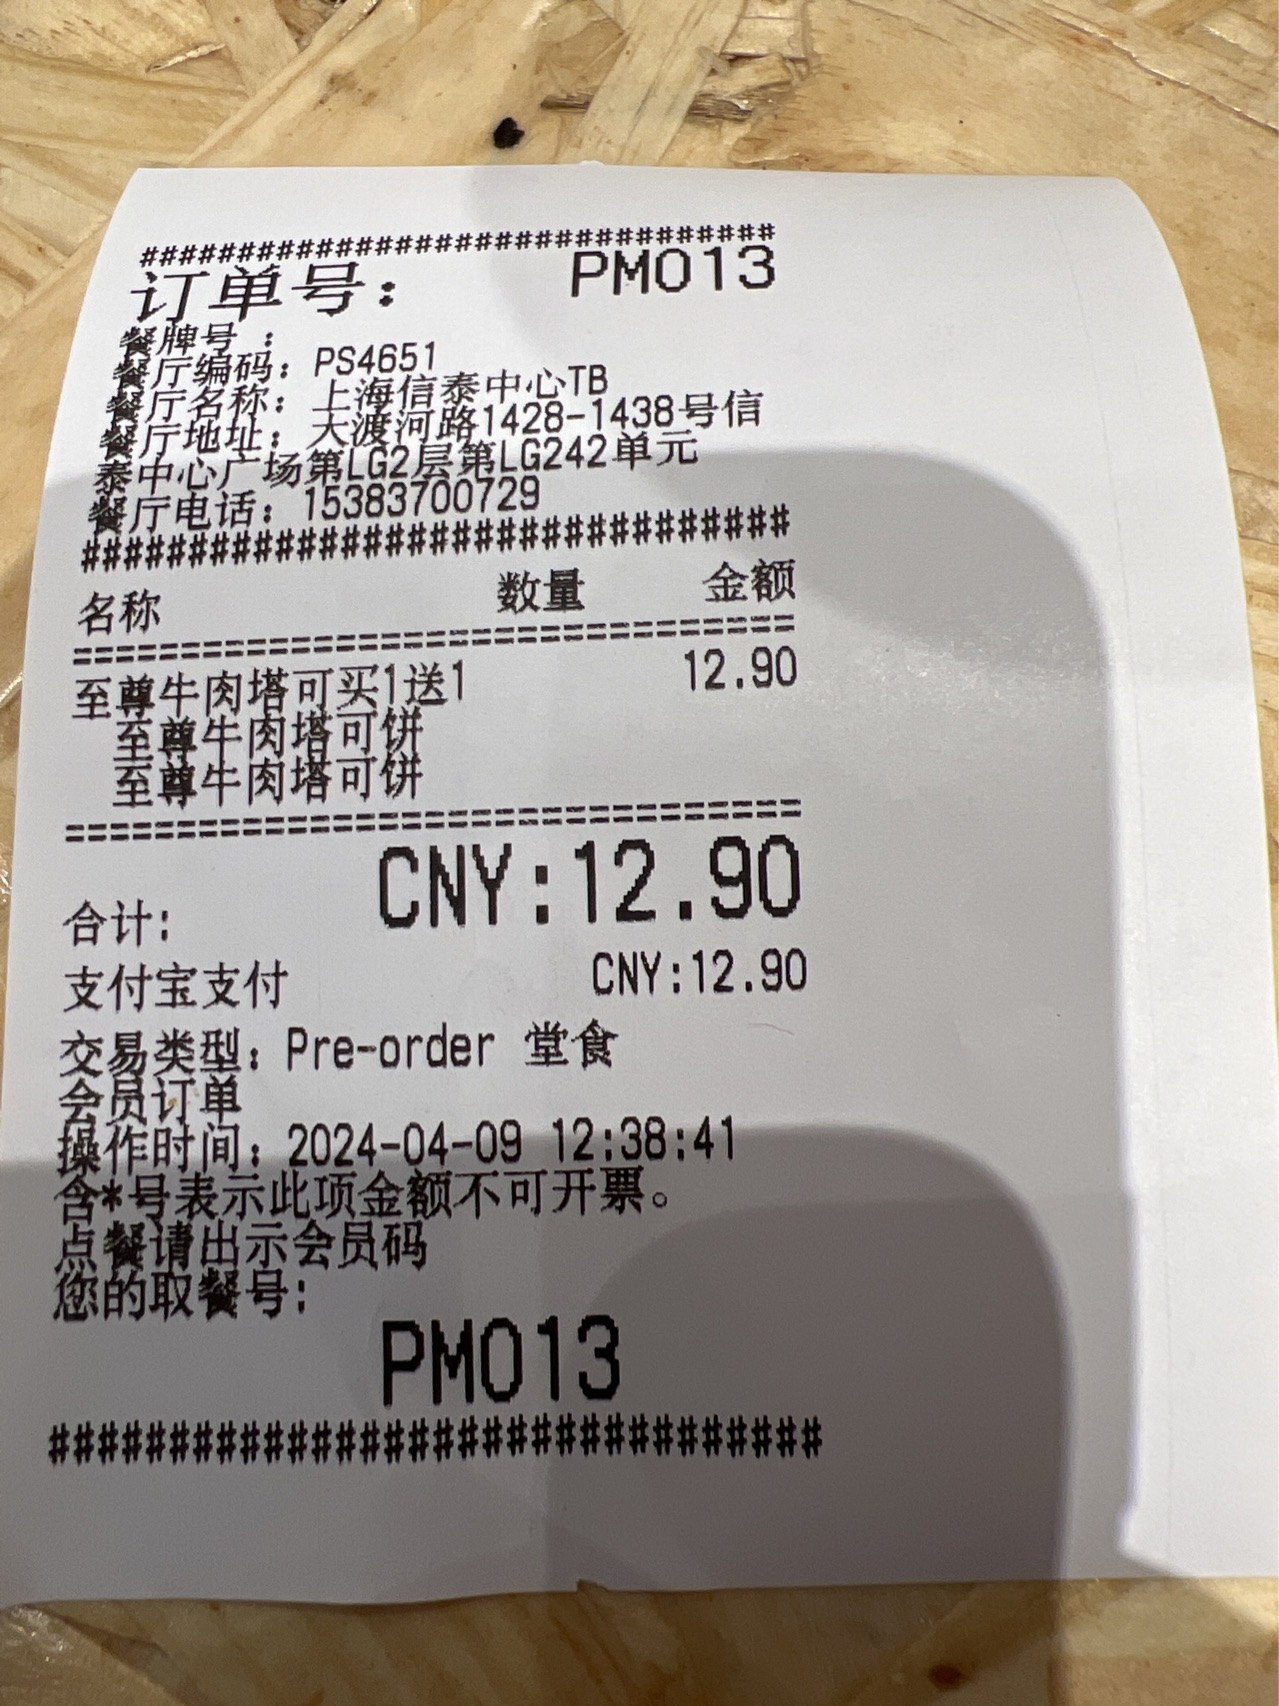 ################################
订单号: PM013
餐牌号 :
餐厅编码: PS4651
餐厅名称: 上海信泰中心TB
餐厅地址: 大渡河路1428-1438号信
泰中心广场第LG2层第LG242单元
餐厅电话: 15383700729
################################
名称 数量 金额
================================
至尊牛肉塔可买1送1 12.90
至尊牛肉塔可饼
至尊牛肉塔可饼
================================
合计: CNY:12.90
支付宝支付 CNY:12.90
交易类型: Pre-order 堂食
会员订单
操作时间: 2024-04-09 12:38:41
含*号表示此项金额不可开票。
点餐请出示会员码
您的取餐号:
PM013
################################